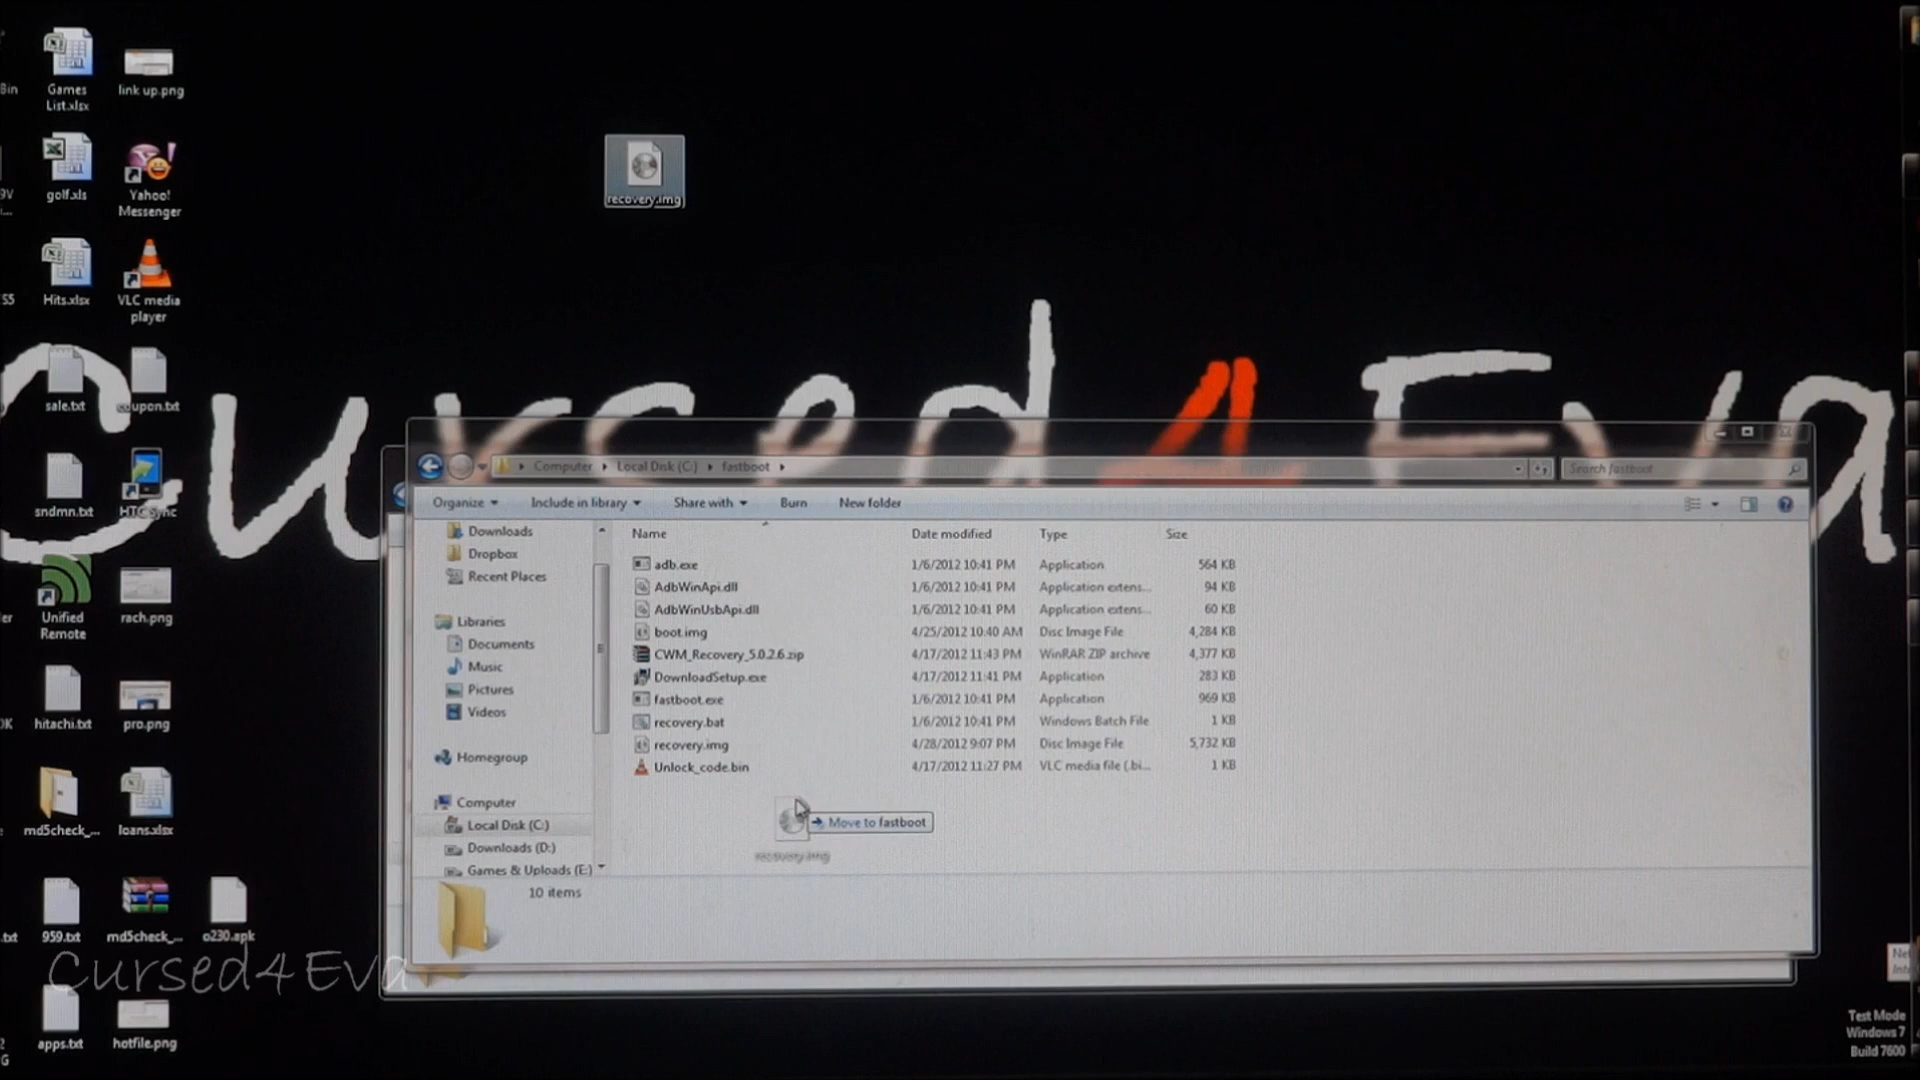 Bin
Games
List.xlsx
link up.png
recovery.img
golf.xls
Yahoo!
Messenger
Hits.xlsx
VLC media
player
sale.txt
coupon.txt
sndmn.txt
HTC Sync
Unified
Remote
rach.png
hitachi.txt
pro.png
md5check_...
loans.xlsx
.txt
959.txt
md5check_...
o230.apk
apps.txt
hotfile.png
Cursed 4 Eva
Computer Local Disk (C:) fastboot
Search fastboot
Organize Include in library Share with Burn New folder
Downloads
Dropbox
Recent Places
Libraries
Documents
Music
Pictures
Videos
Homegroup
Computer
Local Disk (C:)
Downloads (D:)
Games & Uploads (E:)
Name Date modified Type Size
adb.exe 1/6/2012 10:41 PM Application 564 KB
AdbWinApi.dll 1/6/2012 10:41 PM Application extens... 94 KB
AdbWinUsbApi.dll 1/6/2012 10:41 PM Application extens... 60 KB
boot.img 4/25/2012 10:40 AM Disc Image File 4,284 KB
CWM_Recovery_5.0.2.6.zip 4/17/2012 11:43 PM WinRAR ZIP archive 4,377 KB
DownloadSetup.exe 4/17/2012 11:41 PM Application 283 KB
fastboot.exe 1/6/2012 10:41 PM Application 969 KB
recovery.bat 1/6/2012 10:41 PM Windows Batch File 1 KB
recovery.img 4/28/2012 9:07 PM Disc Image File 5,732 KB
Unlock_code.bin 4/17/2012 11:27 PM VLC media file (.bi... 1 KB
Move to fastboot
recovery.img
10 items
Cursed4Eva
Test Mode
Windows 7
Build 7600